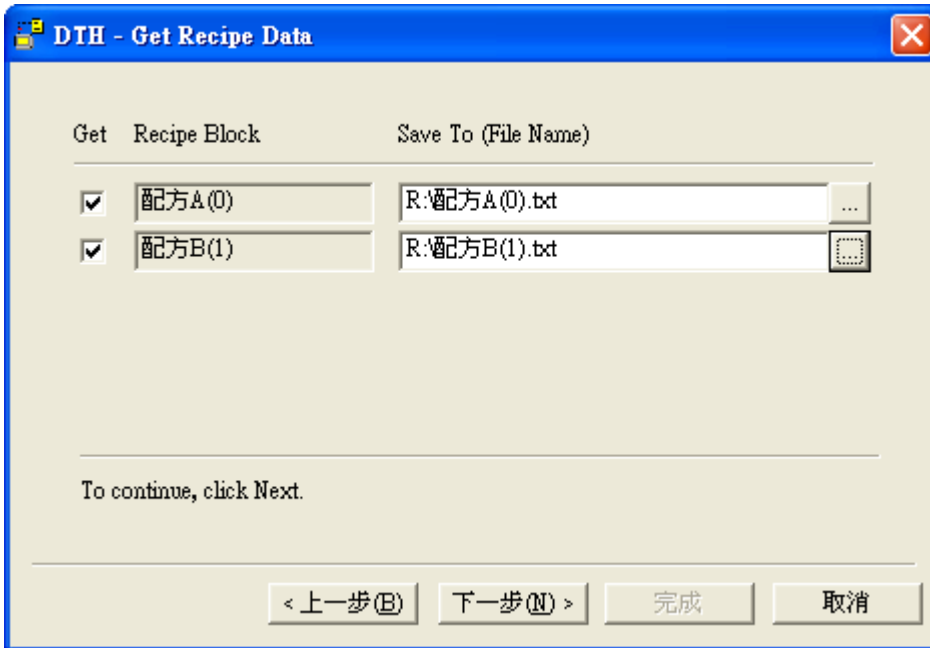 DTH - Get Recipe Data
Get Recipe Block Save To (File Name)
配方A(0) R:\配方A(0).txt ...
配方B(1) R:\配方B(1).txt ...
To continue, click Next.
< 上一步(B) 下一步(N) > 完成 取消